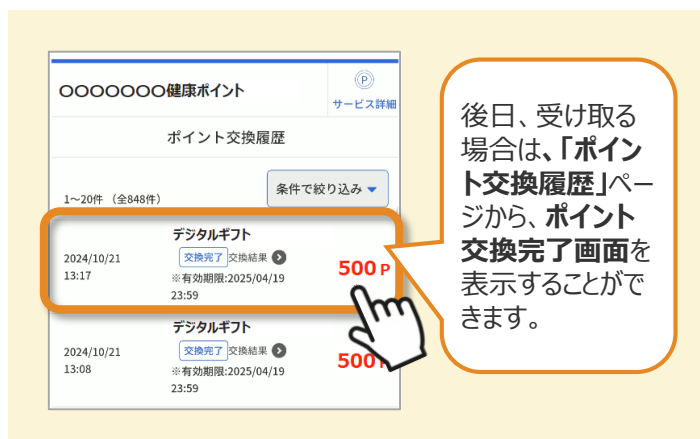 〇〇〇〇〇〇〇健康ポイント
Ⓟ
サービス詳細
ポイント交換履歴
1～20件 （全848件）
条件で絞り込み ▼
デジタルギフト
2024/10/21
13:17
交換完了 交換結果
※有効期限:2025/04/19
23:59
500 P
デジタルギフト
2024/10/21
13:08
交換完了 交換結果
※有効期限:2025/04/19
23:59
500 P
後日、受け取る
場合は、「ポイン
ト交換履歴」ペー
ジから、ポイント
交換完了画面を
表示することがで
きます。